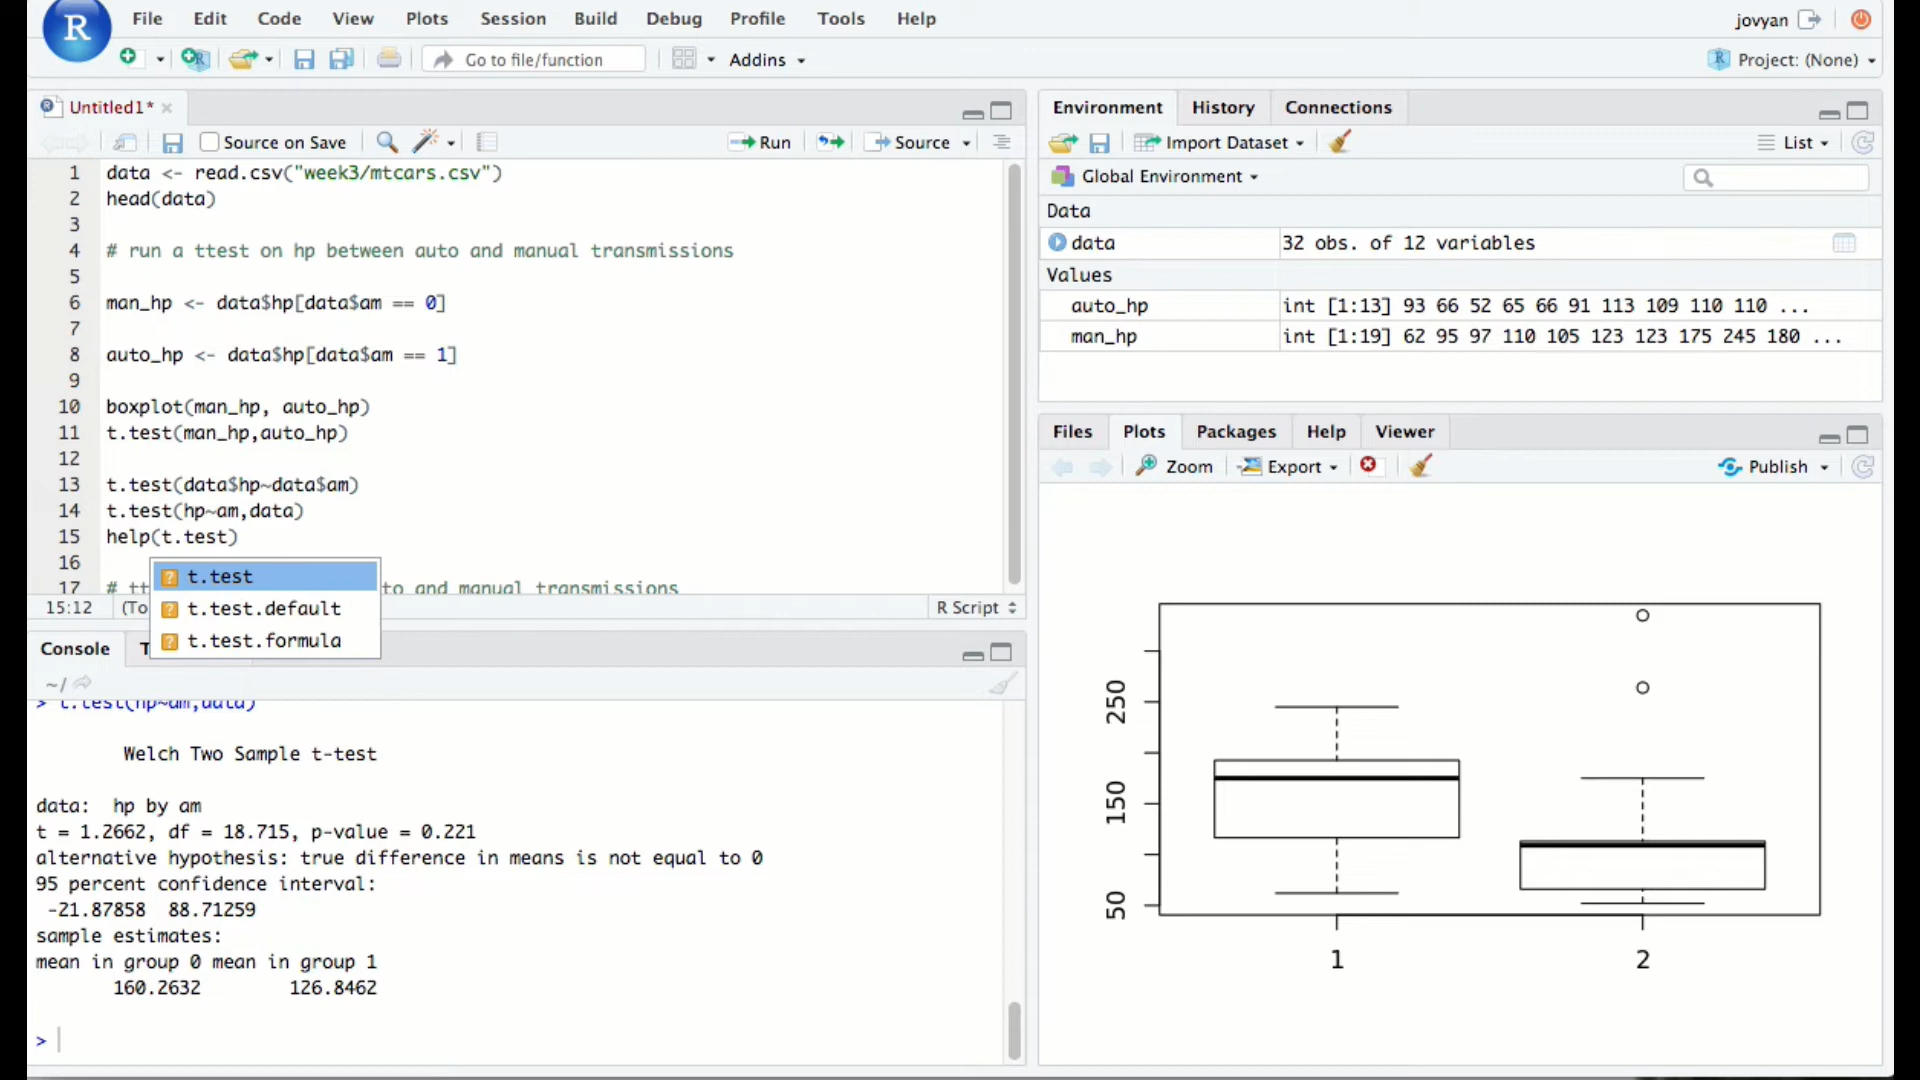 R
File Edit Code View Plots Session Build Debug Profile Tools Help
jovyan
Go to file/function
Addins
Project: (None)
Untitled1*
Source on Save
Run
Source
1 data <- read.csv("week3/mtcars.csv")
2 head(data)
3
4 # run a ttest on hp between auto and manual transmissions
5
6 man_hp <- data$hp[data$am == 0]
7
8 auto_hp <- data$hp[data$am == 1]
9
10 boxplot(man_hp, auto_hp)
11 t.test(man_hp,auto_hp)
12
13 t.test(data$hp~data$am)
14 t.test(hp~am,data)
15 help(t.test)
16
17 # tt to and manual transmissions
t.test
t.test.default
t.test.formula
15:12 (To
R Script
Console T
~/
> t.test(hp~am,data)
Welch Two Sample t-test
data: hp by am
t = 1.2662, df = 18.715, p-value = 0.221
alternative hypothesis: true difference in means is not equal to 0
95 percent confidence interval:
-21.87858 88.71259
sample estimates:
mean in group 0 mean in group 1
160.2632 126.8462
>
Environment History Connections
Import Dataset
List
Global Environment
Data
data 32 obs. of 12 variables
Values
auto_hp int [1:13] 93 66 52 65 66 91 113 109 110 110 ...
man_hp int [1:19] 62 95 97 110 105 123 123 175 245 180 ...
Files Plots Packages Help Viewer
Zoom Export Publish
250
150
50
1 2